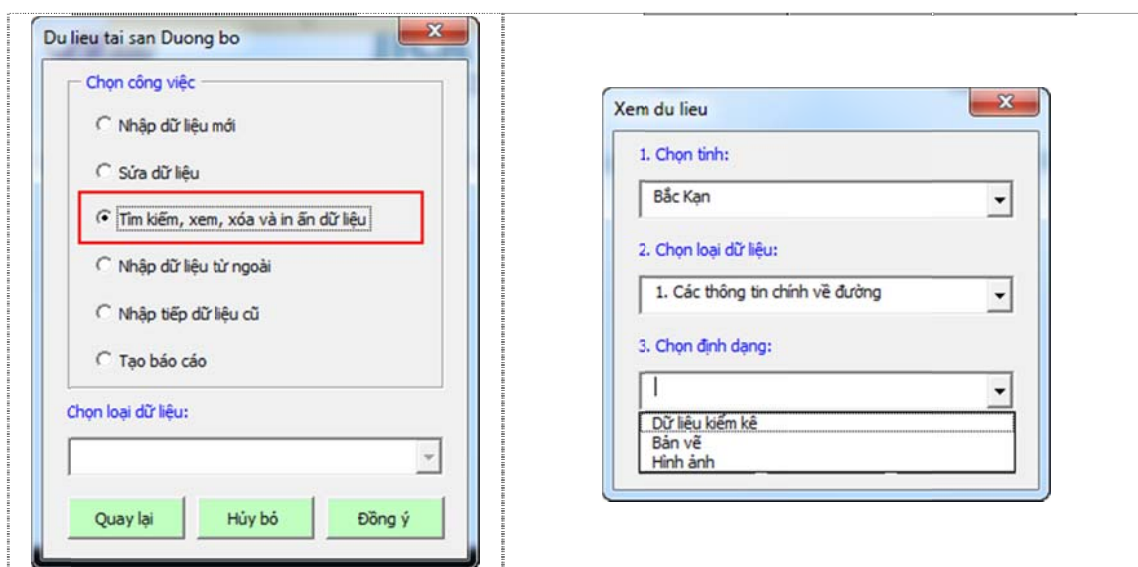 Du lieu tai san Duong bo
Chọn công việc
Nhập dữ liệu mới
Sửa dữ liệu
Tìm kiếm, xem, xóa và in ấn dữ liệu
Nhập dữ liệu từ ngoài
Nhập tiếp dữ liệu cũ
Tạo báo cáo
Chọn loại dữ liệu:
Quay lại
Hủy bỏ
Đồng ý
Xem du lieu
1. Chọn tỉnh:
Bắc Kạn
2. Chọn loại dữ liệu:
1. Các thông tin chính về đường
3. Chọn định dạng:
Dữ liệu kiểm kê
Bản vẽ
Hình ảnh